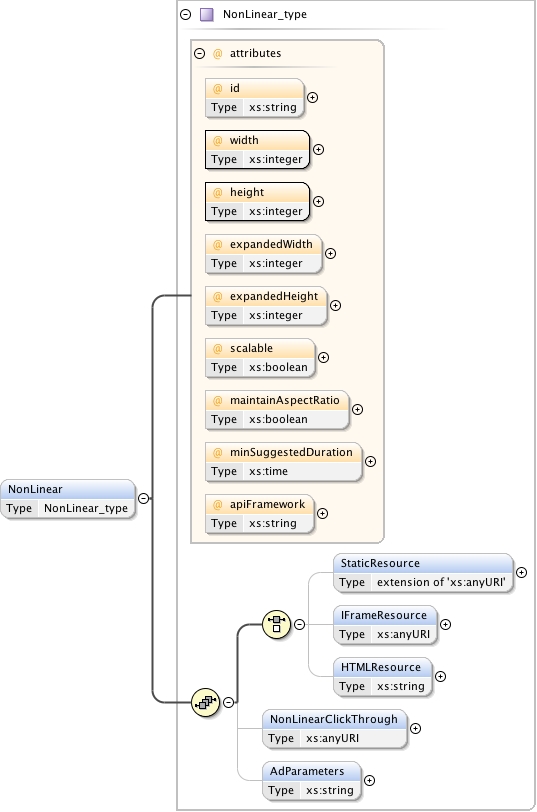 NonLinear_type
@ attributes
@ id
Type xs:string
@ width
Type xs:integer
@ height
Type xs:integer
@ expandedWidth
Type xs:integer
@ expandedHeight
Type xs:integer
@ scalable
Type xs:boolean
@ maintainAspectRatio
Type xs:boolean
@ minSuggestedDuration
Type xs:time
@ apiFramework
Type xs:string
NonLinear
Type NonLinear_type
StaticResource
Type extension of 'xs:anyURI'
IFrameResource
Type xs:anyURI
HTMLResource
Type xs:string
NonLinearClickThrough
Type xs:anyURI
AdParameters
Type xs:string